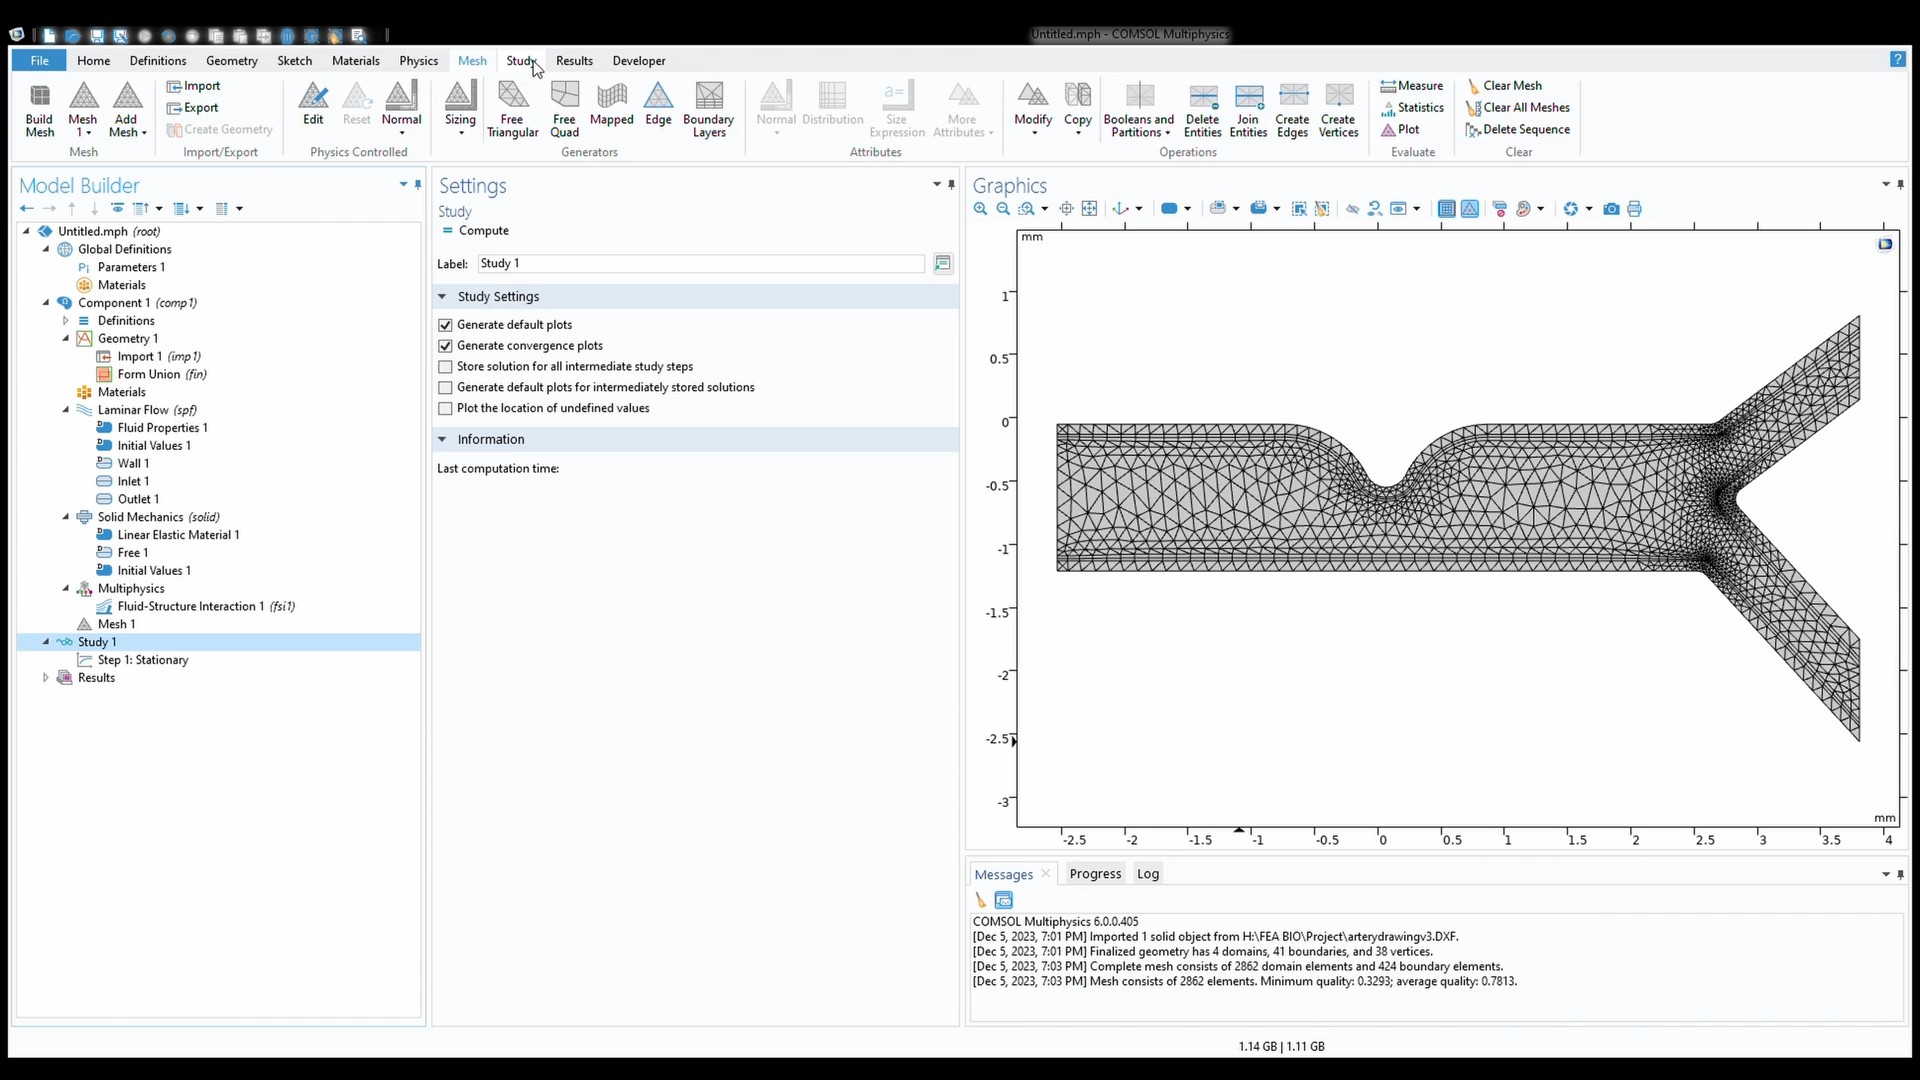 Untitled.mph - COMSOL Multiphysics
File Home Definitions Geometry Sketch Materials Physics Mesh Study Results Developer ?
Build Mesh
Mesh 1
Add Mesh
Mesh
Import
Export
Create Geometry
Import/Export
Edit
Reset
Normal
Physics Controlled
Sizing
Free Triangular
Free Quad
Mapped
Edge
Boundary Layers
Generators
Normal
Distribution
a=
Size Expression
More Attributes
Attributes
Modify
Copy
Booleans and Partitions
Delete Entities
Join Entities
Create Edges
Create Vertices
Operations
Measure
Statistics
Plot
Evaluate
Clear Mesh
Clear All Meshes
Delete Sequence
Clear
Model Builder
Untitled.mph (root)
Global Definitions
Pi Parameters 1
Materials
Component 1 (comp1)
Definitions
Geometry 1
Import 1 (imp1)
Form Union (fin)
Materials
Laminar Flow (spf)
Fluid Properties 1
Initial Values 1
Wall 1
Inlet 1
Outlet 1
Solid Mechanics (solid)
Linear Elastic Material 1
Free 1
Initial Values 1
Multiphysics
Fluid-Structure Interaction 1 (fsi1)
Mesh 1
Study 1
Step 1: Stationary
Results
Settings
Study
= Compute
Label: Study 1
Study Settings
Generate default plots
Generate convergence plots
Store solution for all intermediate study steps
Generate default plots for intermediately stored solutions
Plot the location of undefined values
Information
Last computation time:
Graphics
mm
1
0.5
0
-0.5
-1
-1.5
-2
-2.5
-3
mm
-2.5 -2 -1.5 -1 -0.5 0 0.5 1 1.5 2 2.5 3 3.5 4
Messages Progress Log
COMSOL Multiphysics 6.0.0.405
[Dec 5, 2023, 7:01 PM] Imported 1 solid object from H:\FEA BIO\Project\arterydrawingv3.DXF.
[Dec 5, 2023, 7:01 PM] Finalized geometry has 4 domains, 41 boundaries, and 38 vertices.
[Dec 5, 2023, 7:03 PM] Complete mesh consists of 2862 domain elements and 424 boundary elements.
[Dec 5, 2023, 7:03 PM] Mesh consists of 2862 elements. Minimum quality: 0.3293; average quality: 0.7813.
1.14 GB | 1.11 GB